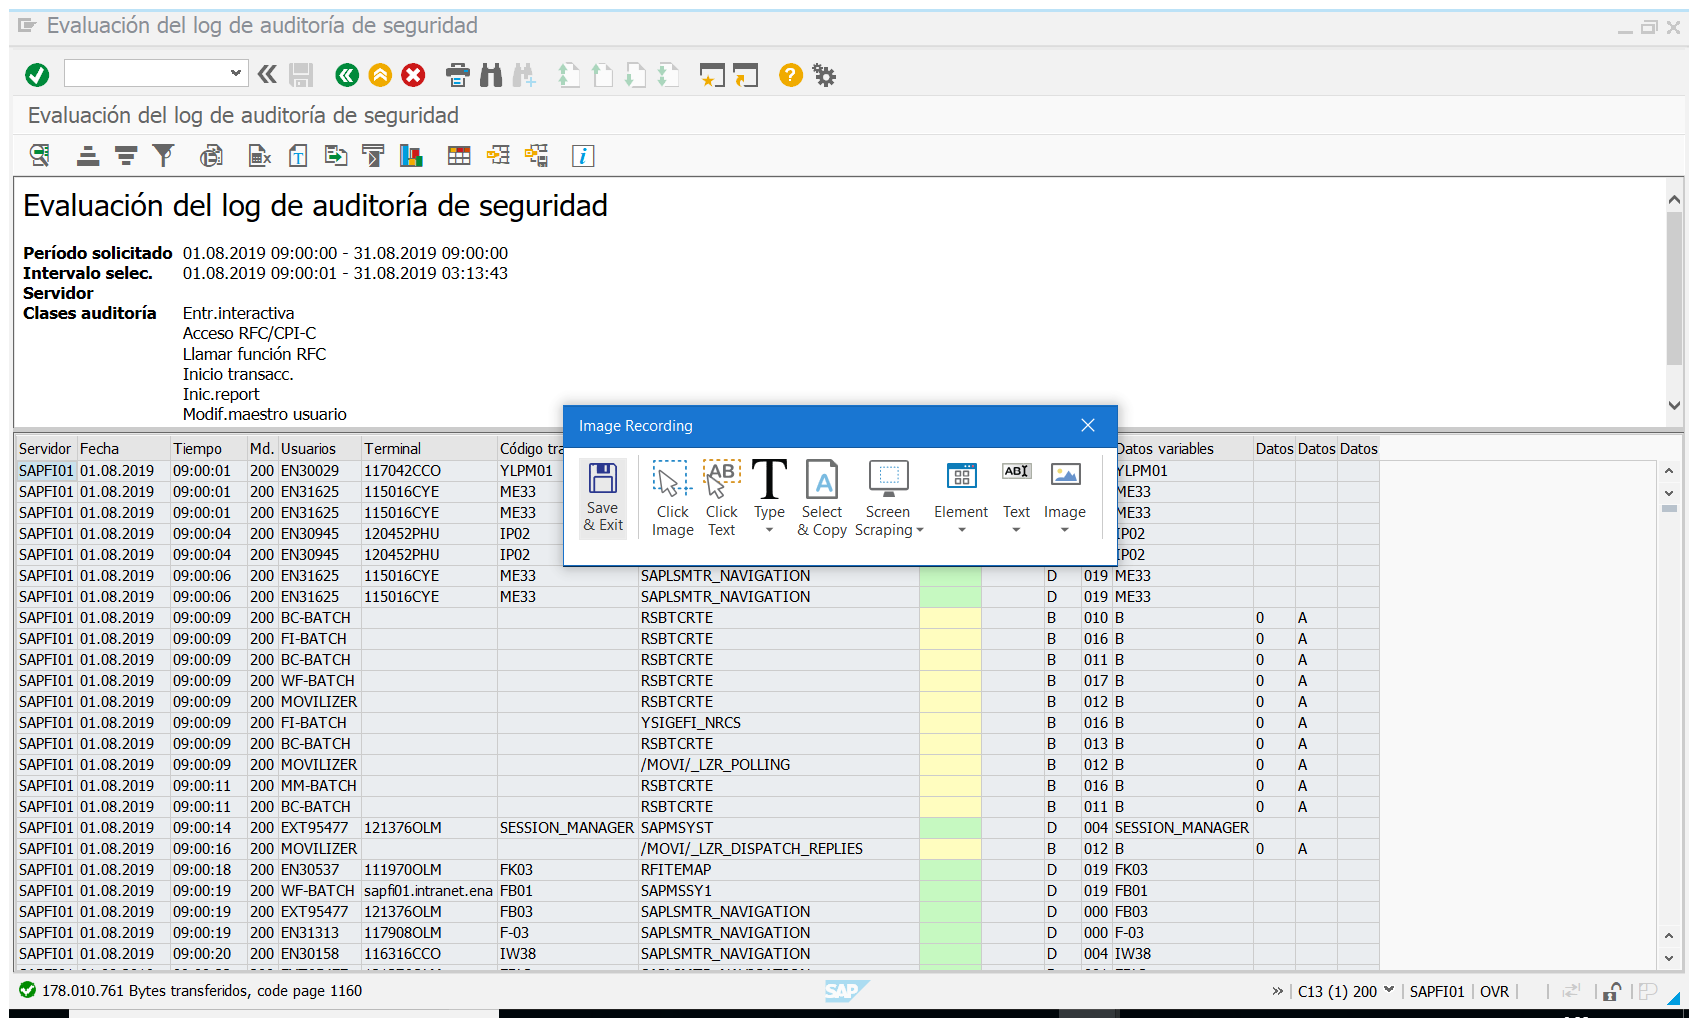 Evaluación del log de auditoría de seguridad
Evaluación del log de auditoría de seguridad
Evaluación del log de auditoría de seguridad
Período solicitado 01.08.2019 09:00:00 - 31.08.2019 09:00:00
Intervalo selec. 01.08.2019 09:00:01 - 31.08.2019 03:13:43
Servidor
Clases auditoría Entr.interactiva
Acceso RFC/CPI-C
Llamar función RFC
Inicio transacc.
Inic.report
Modif.maestro usuario
Image Recording
Save & Exit
Click Image
Click Text
Type
Select & Copy
Screen Scraping
Element
Text
Image
Servidor Fecha Tiempo Md. Usuarios Terminal Código tra Datos variables Datos Datos Datos
SAPFI01 01.08.2019 09:00:01 200 EN30029 117042CCO YLPM01 YLPM01
SAPFI01 01.08.2019 09:00:01 200 EN31625 115016CYE ME33 ME33
SAPFI01 01.08.2019 09:00:01 200 EN31625 115016CYE ME33 ME33
SAPFI01 01.08.2019 09:00:04 200 EN30945 120452PHU IP02 IP02
SAPFI01 01.08.2019 09:00:04 200 EN30945 120452PHU IP02 IP02
SAPFI01 01.08.2019 09:00:06 200 EN31625 115016CYE ME33 SAPLSMTR_NAVIGATION D 019 ME33
SAPFI01 01.08.2019 09:00:06 200 EN31625 115016CYE ME33 SAPLSMTR_NAVIGATION D 019 ME33
SAPFI01 01.08.2019 09:00:09 200 BC-BATCH RSBTCRTE B 010 B 0 A
SAPFI01 01.08.2019 09:00:09 200 FI-BATCH RSBTCRTE B 016 B 0 A
SAPFI01 01.08.2019 09:00:09 200 BC-BATCH RSBTCRTE B 011 B 0 A
SAPFI01 01.08.2019 09:00:09 200 WF-BATCH RSBTCRTE B 017 B 0 A
SAPFI01 01.08.2019 09:00:09 200 MOVILIZER RSBTCRTE B 012 B 0 A
SAPFI01 01.08.2019 09:00:09 200 FI-BATCH YSIGEFI_NRCS B 016 B 0 A
SAPFI01 01.08.2019 09:00:09 200 BC-BATCH RSBTCRTE B 013 B 0 A
SAPFI01 01.08.2019 09:00:09 200 MOVILIZER /MOVI/_LZR_POLLING B 012 B 0 A
SAPFI01 01.08.2019 09:00:11 200 MM-BATCH RSBTCRTE B 016 B 0 A
SAPFI01 01.08.2019 09:00:11 200 BC-BATCH RSBTCRTE B 011 B 0 A
SAPFI01 01.08.2019 09:00:14 200 EXT95477 121376OLM SESSION_MANAGER SAPMSYST D 004 SESSION_MANAGER
SAPFI01 01.08.2019 09:00:16 200 MOVILIZER /MOVI/_LZR_DISPATCH_REPLIES B 012 B 0 A
SAPFI01 01.08.2019 09:00:18 200 EN30537 111970OLM FK03 RFITEMAP D 019 FK03
SAPFI01 01.08.2019 09:00:19 200 WF-BATCH sapfi01.intranet.ena FB01 SAPMSSY1 D 019 FB01
SAPFI01 01.08.2019 09:00:19 200 EXT95477 121376OLM FB03 SAPLSMTR_NAVIGATION D 000 FB03
SAPFI01 01.08.2019 09:00:19 200 EN31313 117908OLM F-03 SAPLSMTR_NAVIGATION D 000 F-03
SAPFI01 01.08.2019 09:00:20 200 EN30158 116316CCO IW38 SAPLSMTR_NAVIGATION D 004 IW38
178.010.761 Bytes transferidos, code page 1160
SAP
C13 (1) 200 SAPFI01 OVR